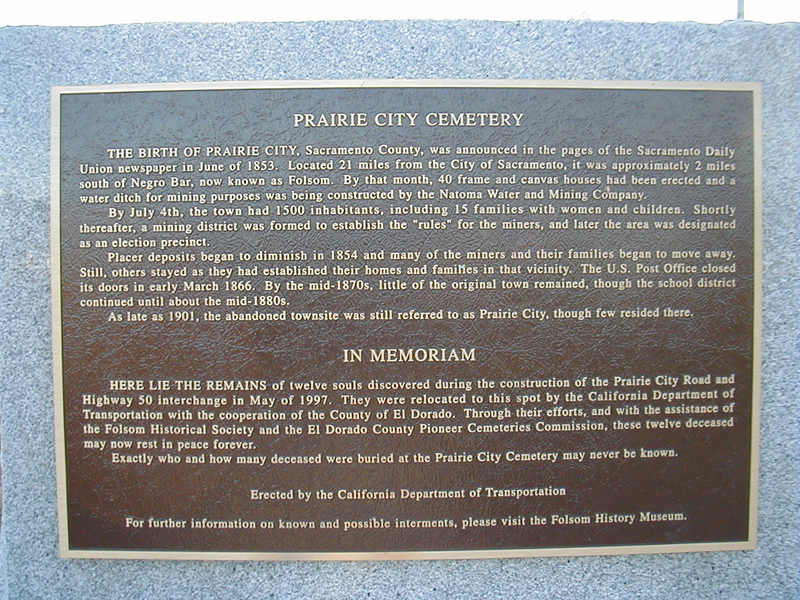 PRAIRIE CITY CEMETERY
THE BIRTH OF PRAIRIE CITY, Sacramento County, was announced in the pages of the Sacramento Daily
Union newspaper in June of 1853. Located 21 miles from the City of Sacramento, it was approximately 2 miles
south of Negro Bar, now known as Folsom. By that month, 40 frame and canvas houses had been erected and a
water ditch for mining purposes was being constructed by the Natoma Water and Mining Company.
By July 4th, the town had 1500 inhabitants, including 15 families with women and children. Shortly
thereafter, a mining district was formed to establish the "rules" for the miners, and later the area was designated
as an election precinct.
Placer deposits began to diminish in 1854 and many of the miners and their families began to move away.
Still, others stayed as they had established their homes and families in that vicinity. The U.S. Post Office closed
its doors in early March 1866. By the mid-1870s, little of the original town remained, though the school district
continued until about the mid-1880s.
As late as 1901, the abandoned townsite was still referred to as Prairie City, though few resided there.
IN MEMORIAM
HERE LIE THE REMAINS of twelve souls discovered during the construction of the Prairie City Road and
Highway 50 interchange in May of 1997. They were relocated to this spot by the California Department of
Transportation with the cooperation of the County of El Dorado. Through their efforts, and with the assistance of
the Folsom Historical Society and the El Dorado County Pioneer Cemeteries Commission, these twelve deceased
may now rest in peace forever.
Exactly who and how many deceased were buried at the Prairie City Cemetery may never be known.
Erected by the California Department of Transportation
For further information on known and possible interments, please visit the Folsom History Museum.